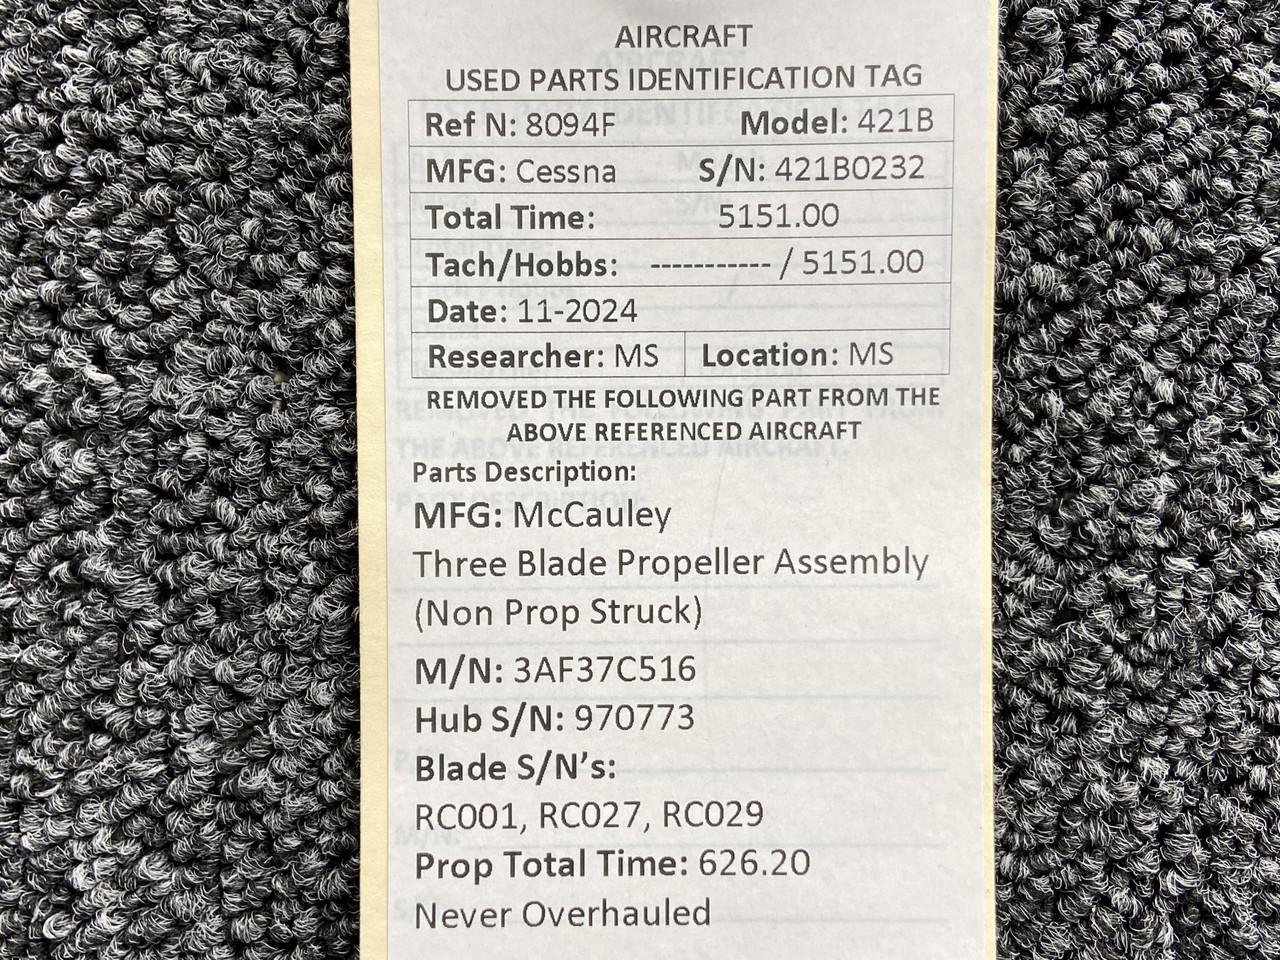 AIRCRAFT
USED PARTS IDENTIFICATION TAG
Ref N: 8094F Model: 421B
MFG: Cessna S/N: 421B0232
Total Time: 5151.00
Tach/Hobbs: ----------- / 5151.00
Date: 11-2024
Researcher: MS Location: MS
REMOVED THE FOLLOWING PART FROM THE
ABOVE REFERENCED AIRCRAFT
Parts Description:
MFG: McCauley
Three Blade Propeller Assembly
(Non Prop Struck)
M/N: 3AF37C516
Hub S/N: 970773
Blade S/N’s:
RC001, RC027, RC029
Prop Total Time: 626.20
Never Overhauled